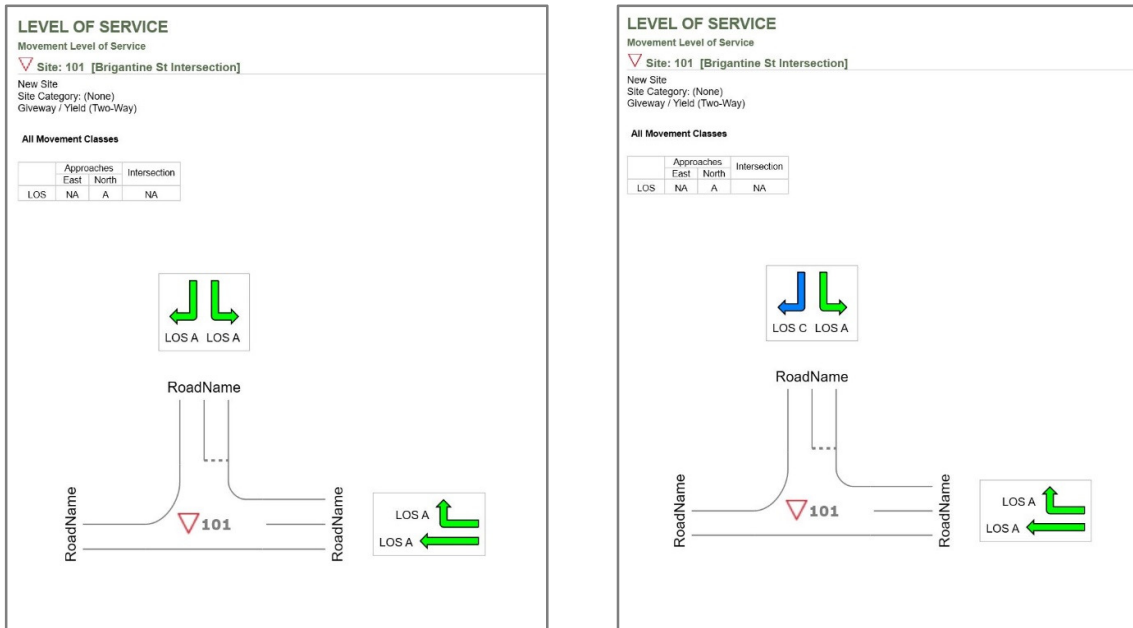 LEVEL OF SERVICE
Movement Level of Service
Site: 101 [Brigantine St Intersection]
New Site
Site Category: (None)
Giveway / Yield (Two-Way)
All Movement Classes
Approaches Intersection
East North
LOS NA A NA
LOS A LOS A
RoadName
RoadName
101
RoadName
LOS A
LOS A
LEVEL OF SERVICE
Movement Level of Service
Site: 101 [Brigantine St Intersection]
New Site
Site Category: (None)
Giveway / Yield (Two-Way)
All Movement Classes
Approaches Intersection
East North
LOS NA A NA
LOS C LOS A
RoadName
RoadName
101
RoadName
LOS A
LOS A